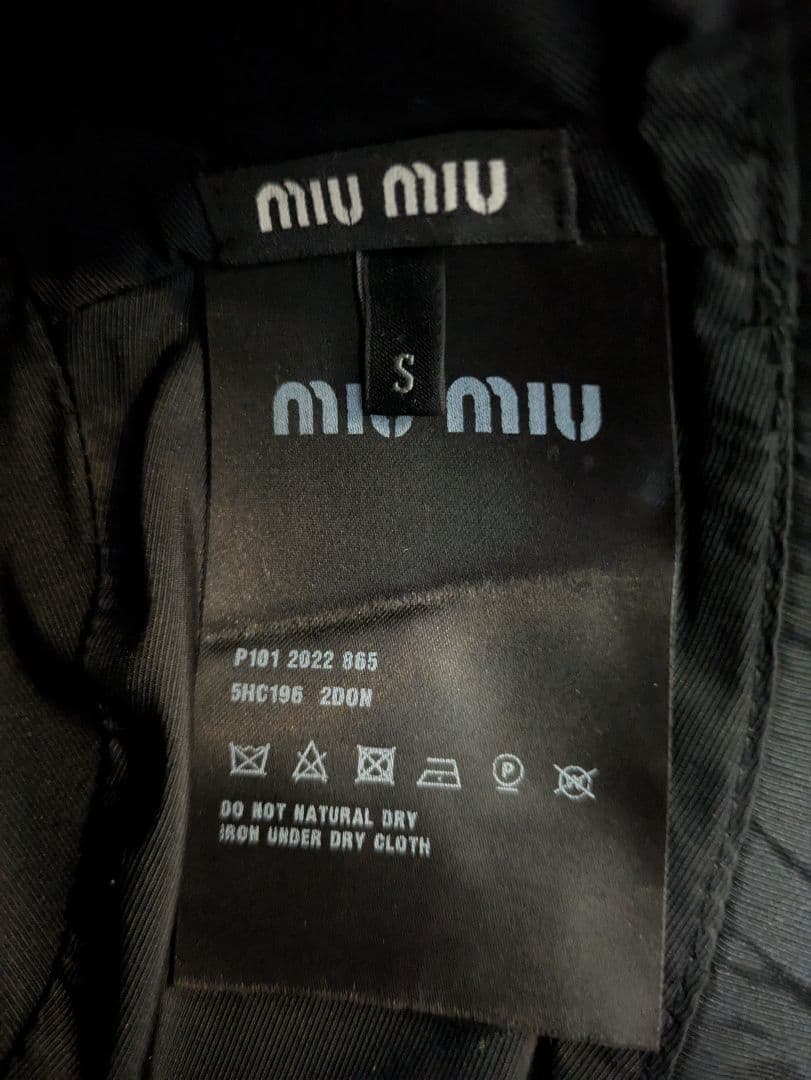 miu miu
S
miu miu
P101 2022 865
5HC196 2DON
P
DO NOT NATURAL DRY
IRON UNDER DRY CLOTH